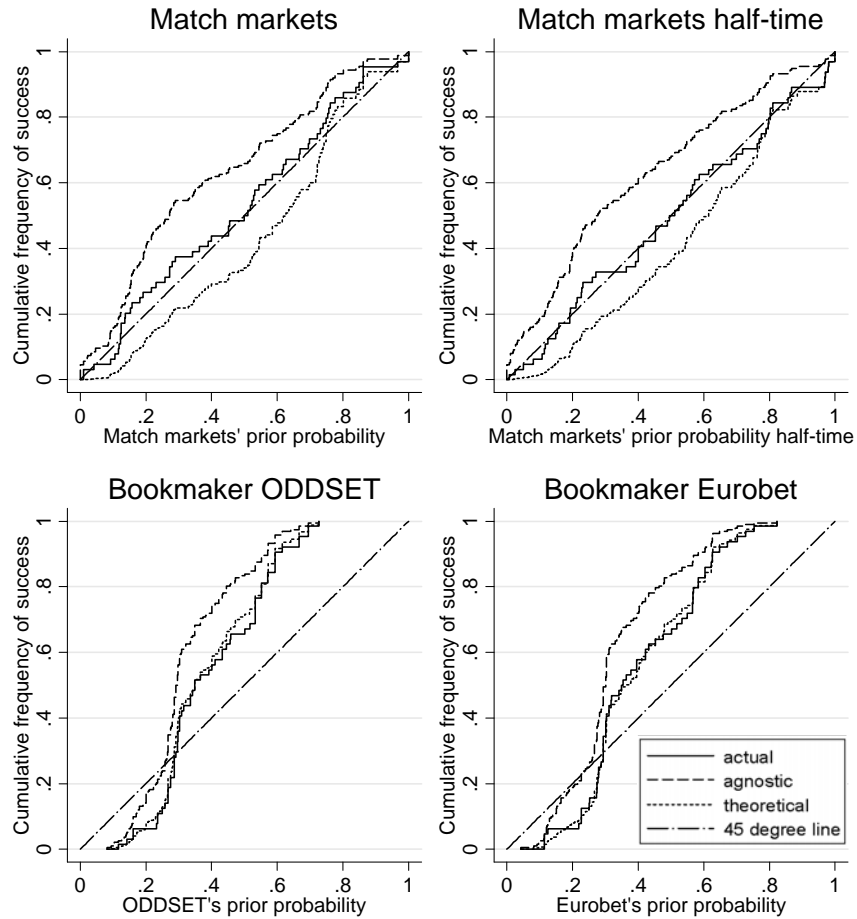 Match markets
Cumulative frequency of success
0 .2 .4 .6 .8 1
0 .2 .4 .6 .8 1
Match markets' prior probability
Match markets half-time
Cumulative frequency of success
0 .2 .4 .6 .8 1
0 .2 .4 .6 .8 1
Match markets' prior probability half-time
Bookmaker ODDSET
Cumulative frequency of success
0 .2 .4 .6 .8 1
0 .2 .4 .6 .8 1
ODDSET's prior probability
Bookmaker Eurobet
Cumulative frequency of success
0 .2 .4 .6 .8 1
actual
agnostic
theoretical
45 degree line
0 .2 .4 .6 .8 1
Eurobet's prior probability